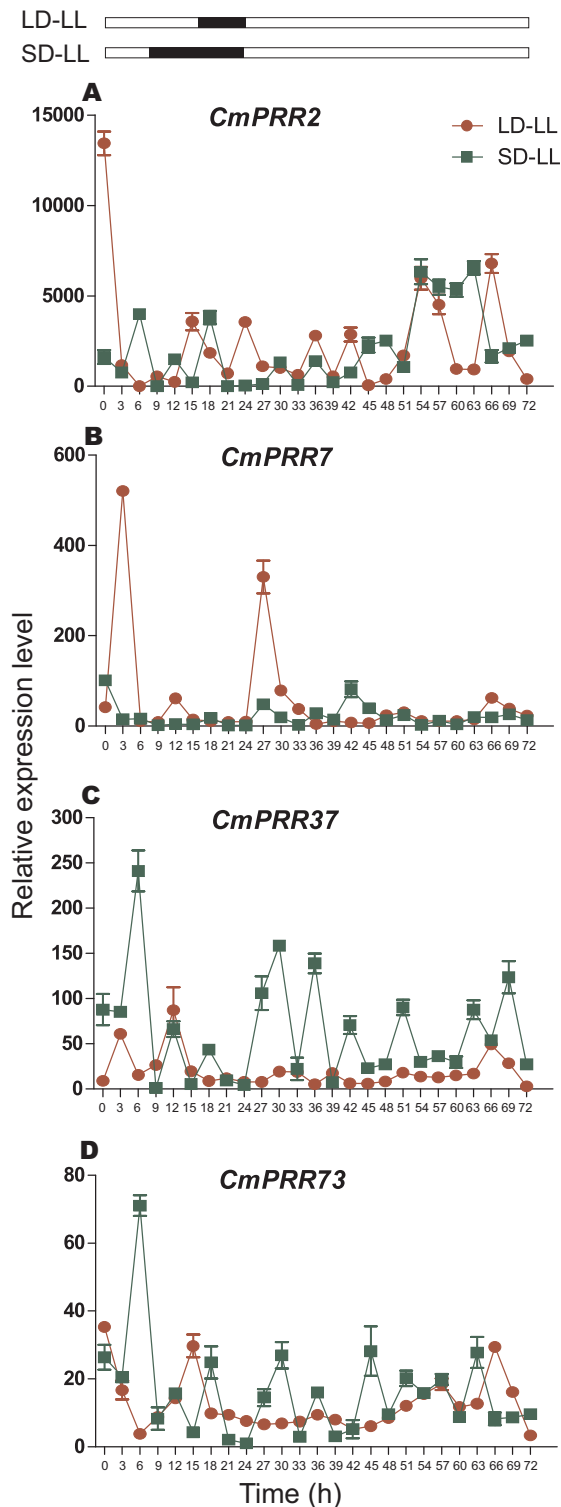 LD-LL
SD-LL
A
CmPRR2
LD-LL
SD-LL
15000
10000
5000
0
0 3 6 9 12 15 18 21 24 27 30 33 36 39 42 45 48 51 54 57 60 63 66 69 72
B
CmPRR7
600
400
200
0
0 3 6 9 12 15 18 21 24 27 30 33 36 39 42 45 48 51 54 57 60 63 66 69 72
Relative expression level
C
CmPRR37
300
250
200
150
100
50
0
0 3 6 9 12 15 18 21 24 27 30 33 36 39 42 45 48 51 54 57 60 63 66 69 72
D
CmPRR73
80
60
40
20
0
0 3 6 9 12 15 18 21 24 27 30 33 36 39 42 45 48 51 54 57 60 63 66 69 72
Time (h)